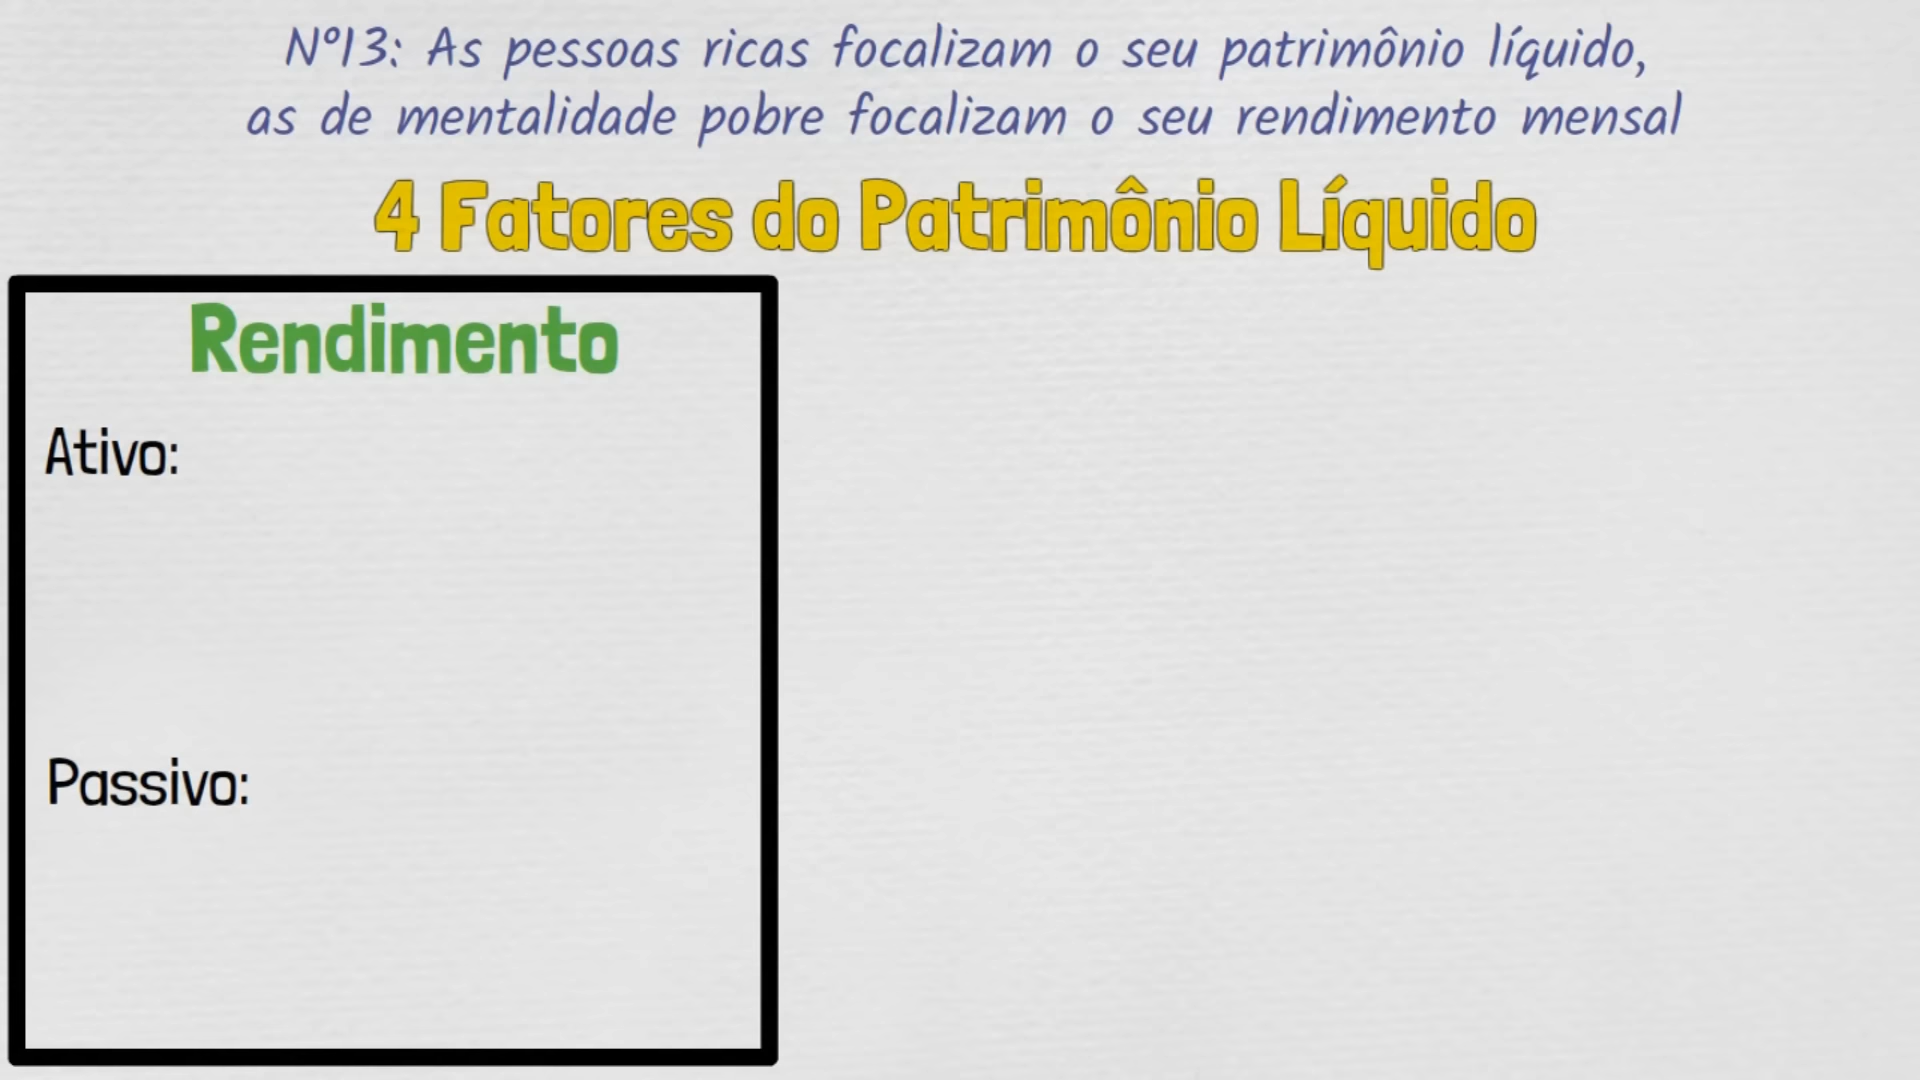 Nº13: As pessoas ricas focalizam o seu patrimônio líquido,
as de mentalidade pobre focalizam o seu rendimento mensal
4 Fatores do Patrimônio Líquido
Rendimento
Ativo:
Passivo: